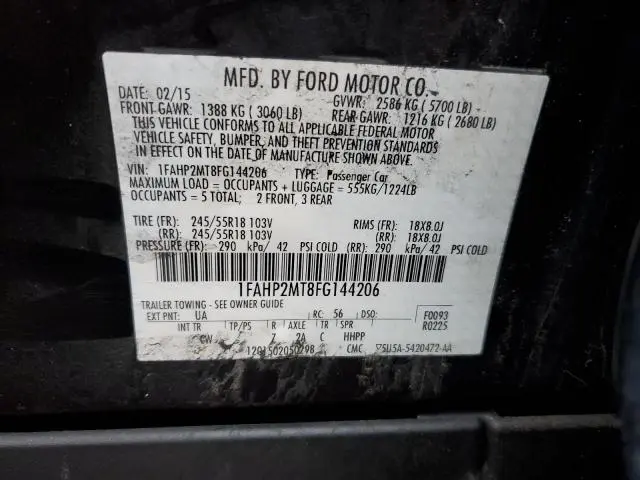 MFD. BY FORD MOTOR CO.
DATE: 02/15 GVWR: 2586 KG ( 5700 LB)
FRONT GAWR: 1388 KG ( 3060 LB) REAR GAWR: 1216 KG ( 2680 LB)
THIS VEHICLE CONFORMS TO ALL APPLICABLE FEDERAL MOTOR
VEHICLE SAFETY, BUMPER, AND THEFT PREVENTION STANDARDS
IN EFFECT ON THE DATE OF MANUFACTURE SHOWN ABOVE.
VIN: 1FAHP2MT8FG144206 TYPE: Passenger Car
MAXIMUM LOAD = OCCUPANTS + LUGGAGE = 555KG/1224LB
OCCUPANTS = 5 TOTAL; 2 FRONT, 3 REAR
TIRE (FR): 245/55R18 103V RIMS (FR): 18X8.0J
(RR): 245/55R18 103V (RR): 18X8.0J
PRESSURE (FR): 290 kPa/ 42 PSI COLD (RR): 290 kPa/ 42 PSI COLD
1FAHP2MT8FG144206
TRAILER TOWING - SEE OWNER GUIDE
EXT PNT: UA RC: 56 DSO: F0093
WB TP/PS R AXLE TR SPR R0225
CW Z 2A C HHPP
CMC